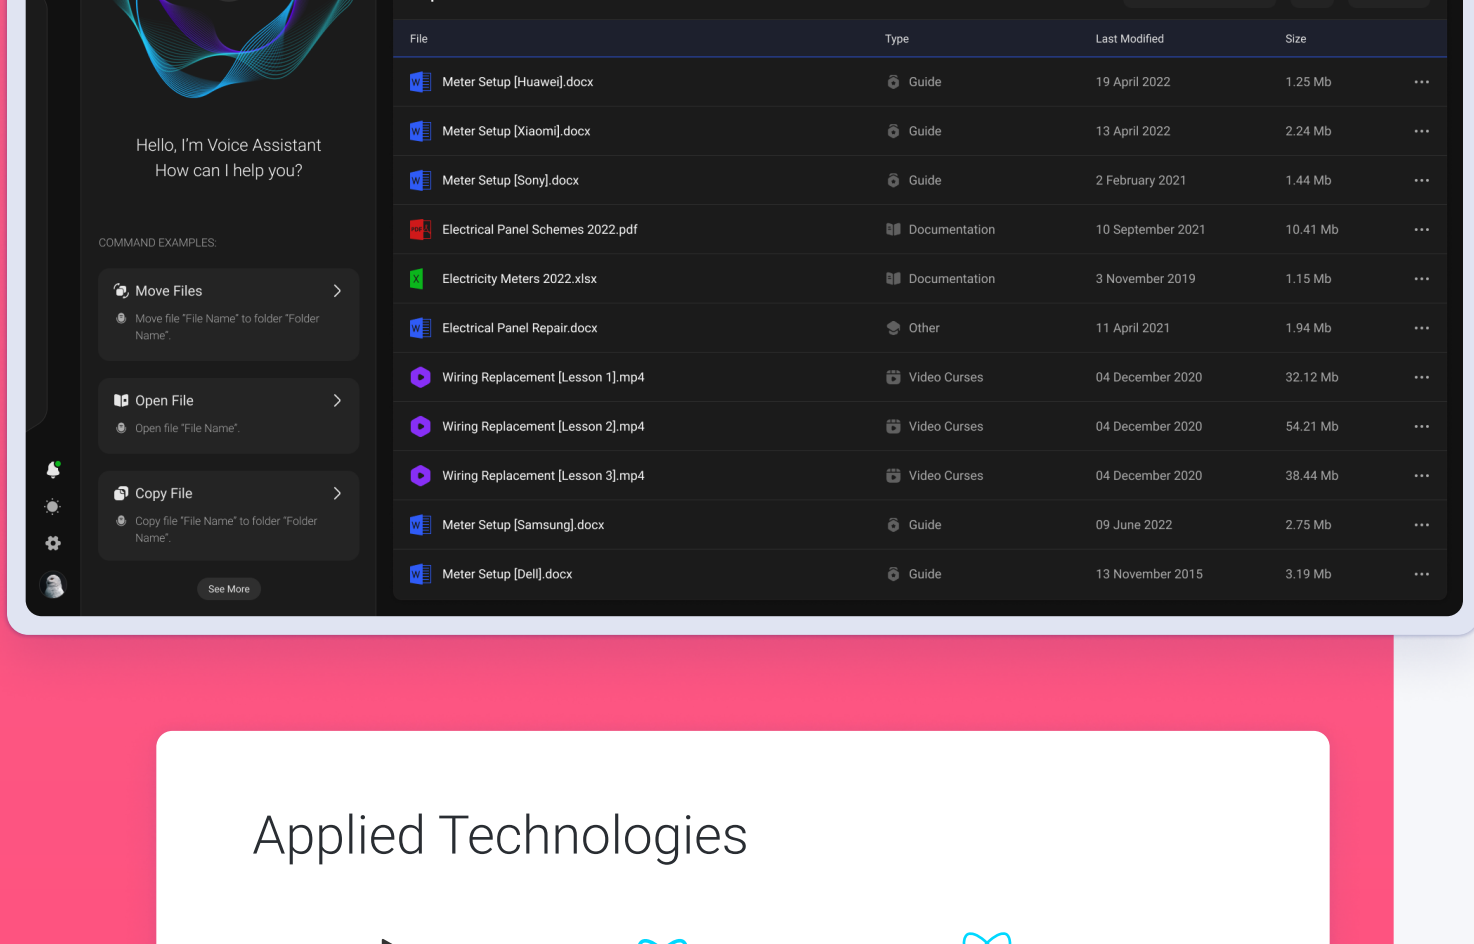 File Type Last Modified Size
Meter Setup [Huawei].docx Guide 19 April 2022 1.25 Mb
Meter Setup [Xiaomi].docx Guide 13 April 2022 2.24 Mb
Meter Setup [Sony].docx Guide 2 February 2021 1.44 Mb
Electrical Panel Schemes 2022.pdf Documentation 10 September 2021 10.41 Mb
Electricity Meters 2022.xlsx Documentation 3 November 2019 1.15 Mb
Electrical Panel Repair.docx Other 11 April 2021 1.94 Mb
Wiring Replacement [Lesson 1].mp4 Video Curses 04 December 2020 32.12 Mb
Wiring Replacement [Lesson 2].mp4 Video Curses 04 December 2020 54.21 Mb
Wiring Replacement [Lesson 3].mp4 Video Curses 04 December 2020 38.44 Mb
Meter Setup [Samsung].docx Guide 09 June 2022 2.75 Mb
Meter Setup [Dell].docx Guide 13 November 2015 3.19 Mb
Hello, I'm Voice Assistant
How can I help you?
COMMAND EXAMPLES:
Move Files
Move file "File Name" to folder "Folder
Name".
Open File
Open file "File Name".
Copy File
Copy file "File Name" to folder "Folder
Name".
See More
Applied Technologies